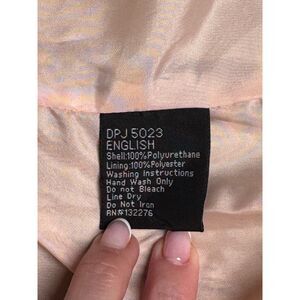 DPJ 5023
ENGLISH
Shell:100%Polyurethane
Lining:100%Polyester
Washing Instructions
Hand Wash Only
Do not Bleach
Line Dry
Do Not Iron
RN#132276